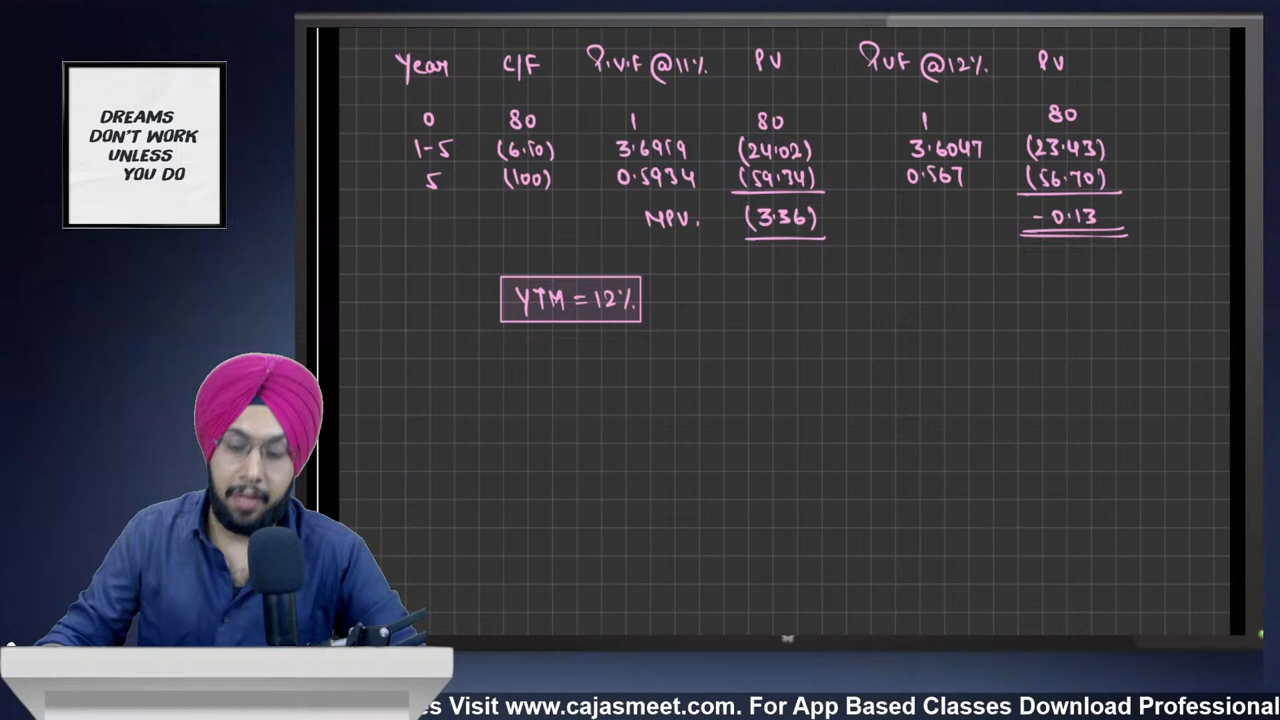 DREAMS
DON'T WORK
UNLESS
YOU DO
Year C/F P.V.F @11% PV PVF @12% PV
0 80 1 80 1 80
1-5 (6.50) 3.6959 (24.02) 3.6047 (23.43)
5 (100) 0.5934 (59.34) 0.567 (56.70)
NPV. (3.36) -0.13
YTM = 12%
es Visit www.cajasmeet.com. For App Based Classes Download Professional